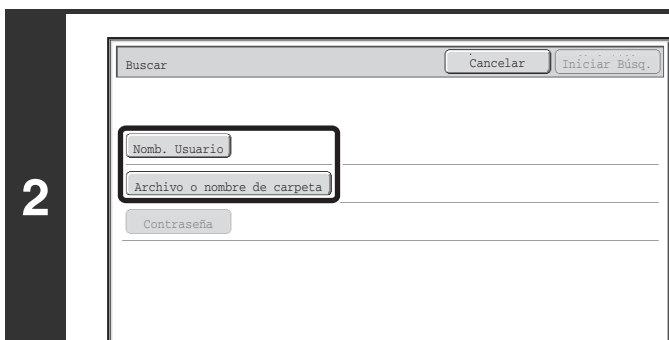 2
Buscar Cancelar Iniciar Búsq.
Nomb. Usuario
Archivo o nombre de carpeta
Contraseña